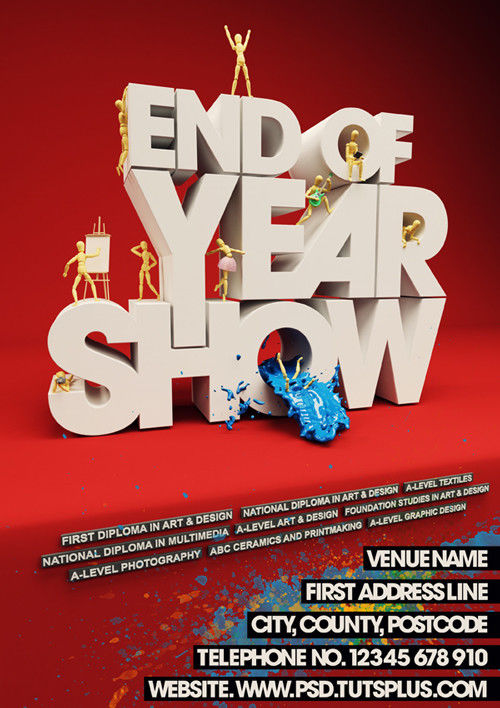 END OF
YEAR
SHOW
FIRST DIPLOMA IN ART & DESIGN NATIONAL DIPLOMA IN ART & DESIGN A-LEVEL TEXTILES
NATIONAL DIPLOMA IN MULTIMEDIA A-LEVEL ART & DESIGN FOUNDATION STUDIES IN ART & DESIGN
A-LEVEL PHOTOGRAPHY ABC CERAMICS AND PRINTMAKING A-LEVEL GRAPHIC DESIGN
VENUE NAME
FIRST ADDRESS LINE
CITY, COUNTY, POSTCODE
TELEPHONE NO. 12345 678 910
WEBSITE. WWW.PSD.TUTSPLUS.COM